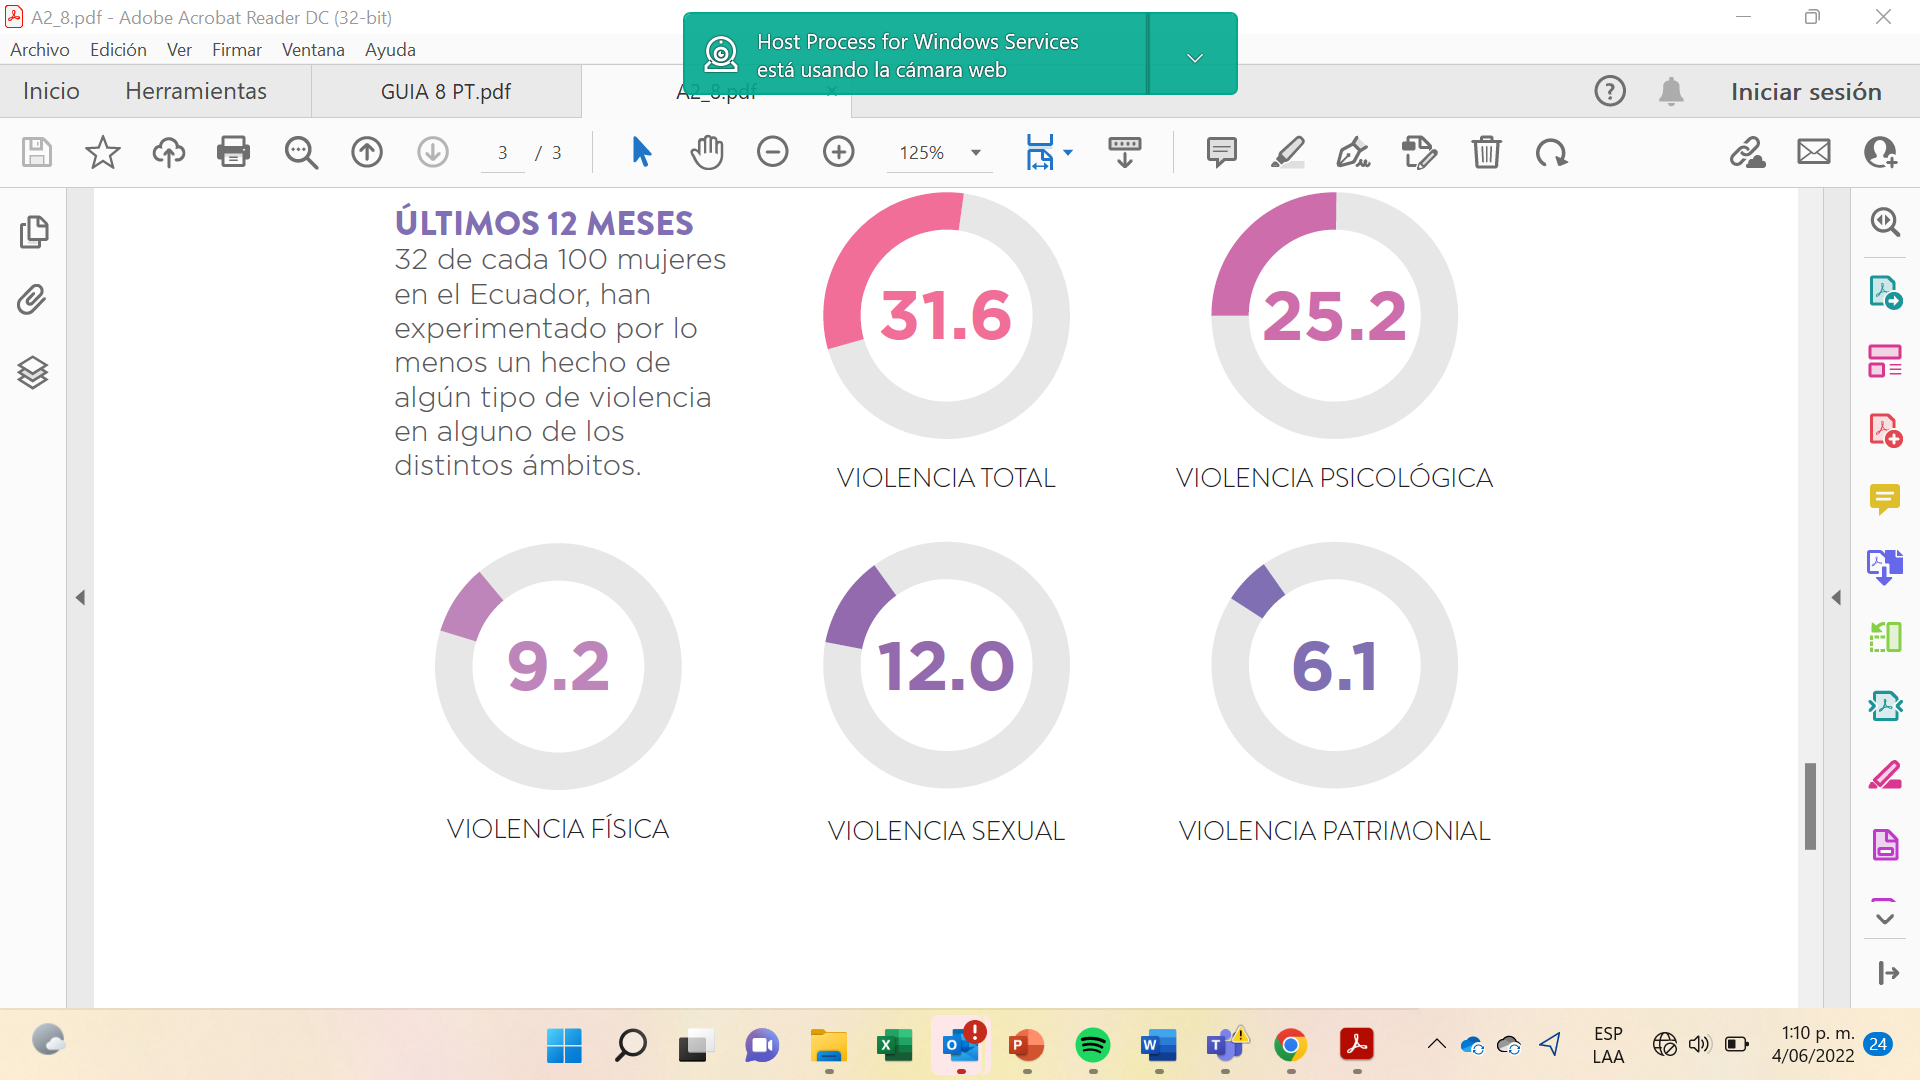 A2_8.pdf - Adobe Acrobat Reader DC (32-bit)
Archivo Edición Ver Firmar Ventana Ayuda
Host Process for Windows Services
está usando la cámara web
Inicio Herramientas GUIA 8 PT.pdf A2_8.pdf Iniciar sesión
3 / 3 125%
ÚLTIMOS 12 MESES
32 de cada 100 mujeres
en el Ecuador, han
experimentado por lo
menos un hecho de
algún tipo de violencia
en alguno de los
distintos ámbitos.
31.6
VIOLENCIA TOTAL
25.2
VIOLENCIA PSICOLÓGICA
9.2
VIOLENCIA FÍSICA
12.0
VIOLENCIA SEXUAL
6.1
VIOLENCIA PATRIMONIAL
ESP
LAA
1:10 p. m.
4/06/2022
24